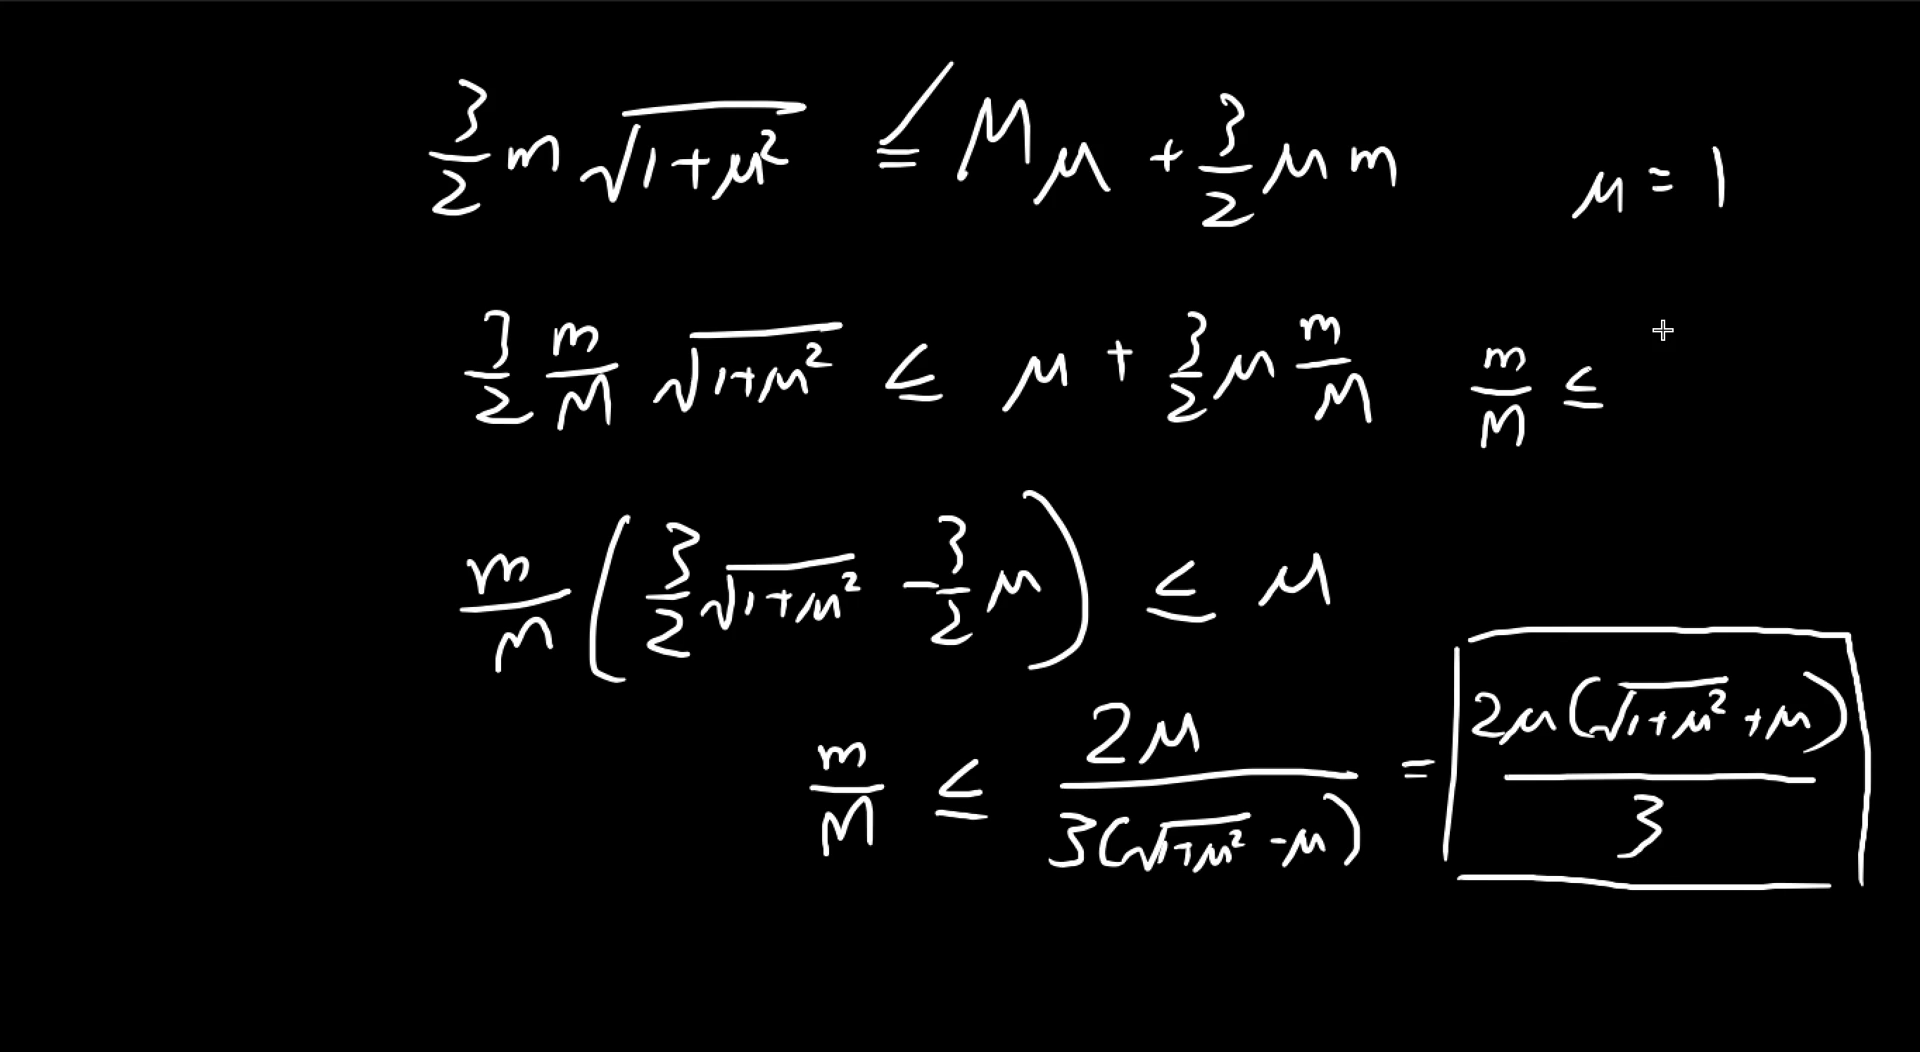 3/2 m √(1+μ²) ≤ Mμ + 3/2 μm μ = 1
3/2 m/M √(1+μ²) ≤ μ + 3/2 μ m/M m/M ≤
m/M (3/2 √(1+μ²) - 3/2 μ) ≤ μ
m/M ≤ 2μ / 3(√(1+μ²) - μ) = 2μ(√(1+μ²) + μ) / 3